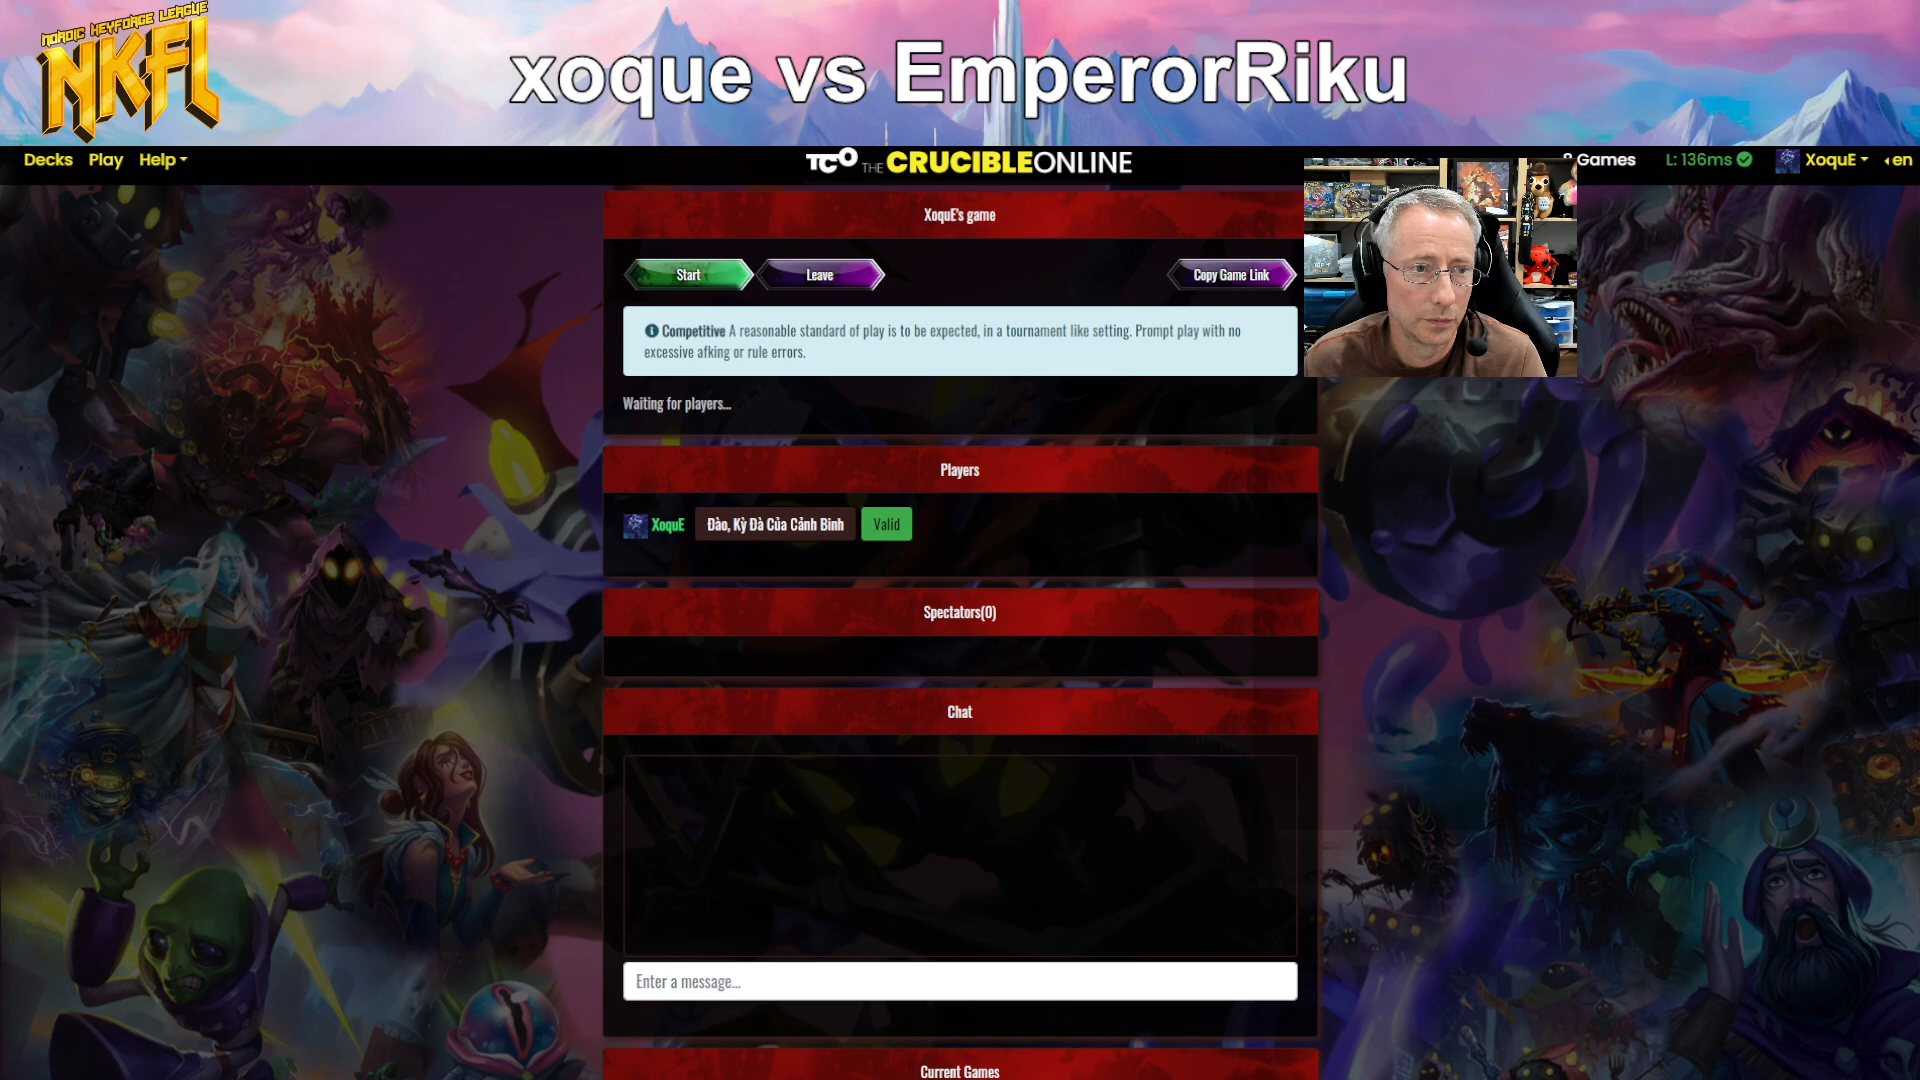 NORDIC KEYFORGE LEAGUE
NKFL
xoque vs EmperorRiku
Decks Play Help
TCO THE CRUCIBLEONLINE
Games L: 136ms XoquE en
XoquE's game
Start Leave Copy Game Link
Competitive A reasonable standard of play is to be expected, in a tournament like setting. Prompt play with no
excessive afking or rule errors.
Waiting for players...
Players
XoquE Đào, Kỳ Đà Của Cảnh Binh Valid
Spectators(0)
Chat
Enter a message...
Current Games